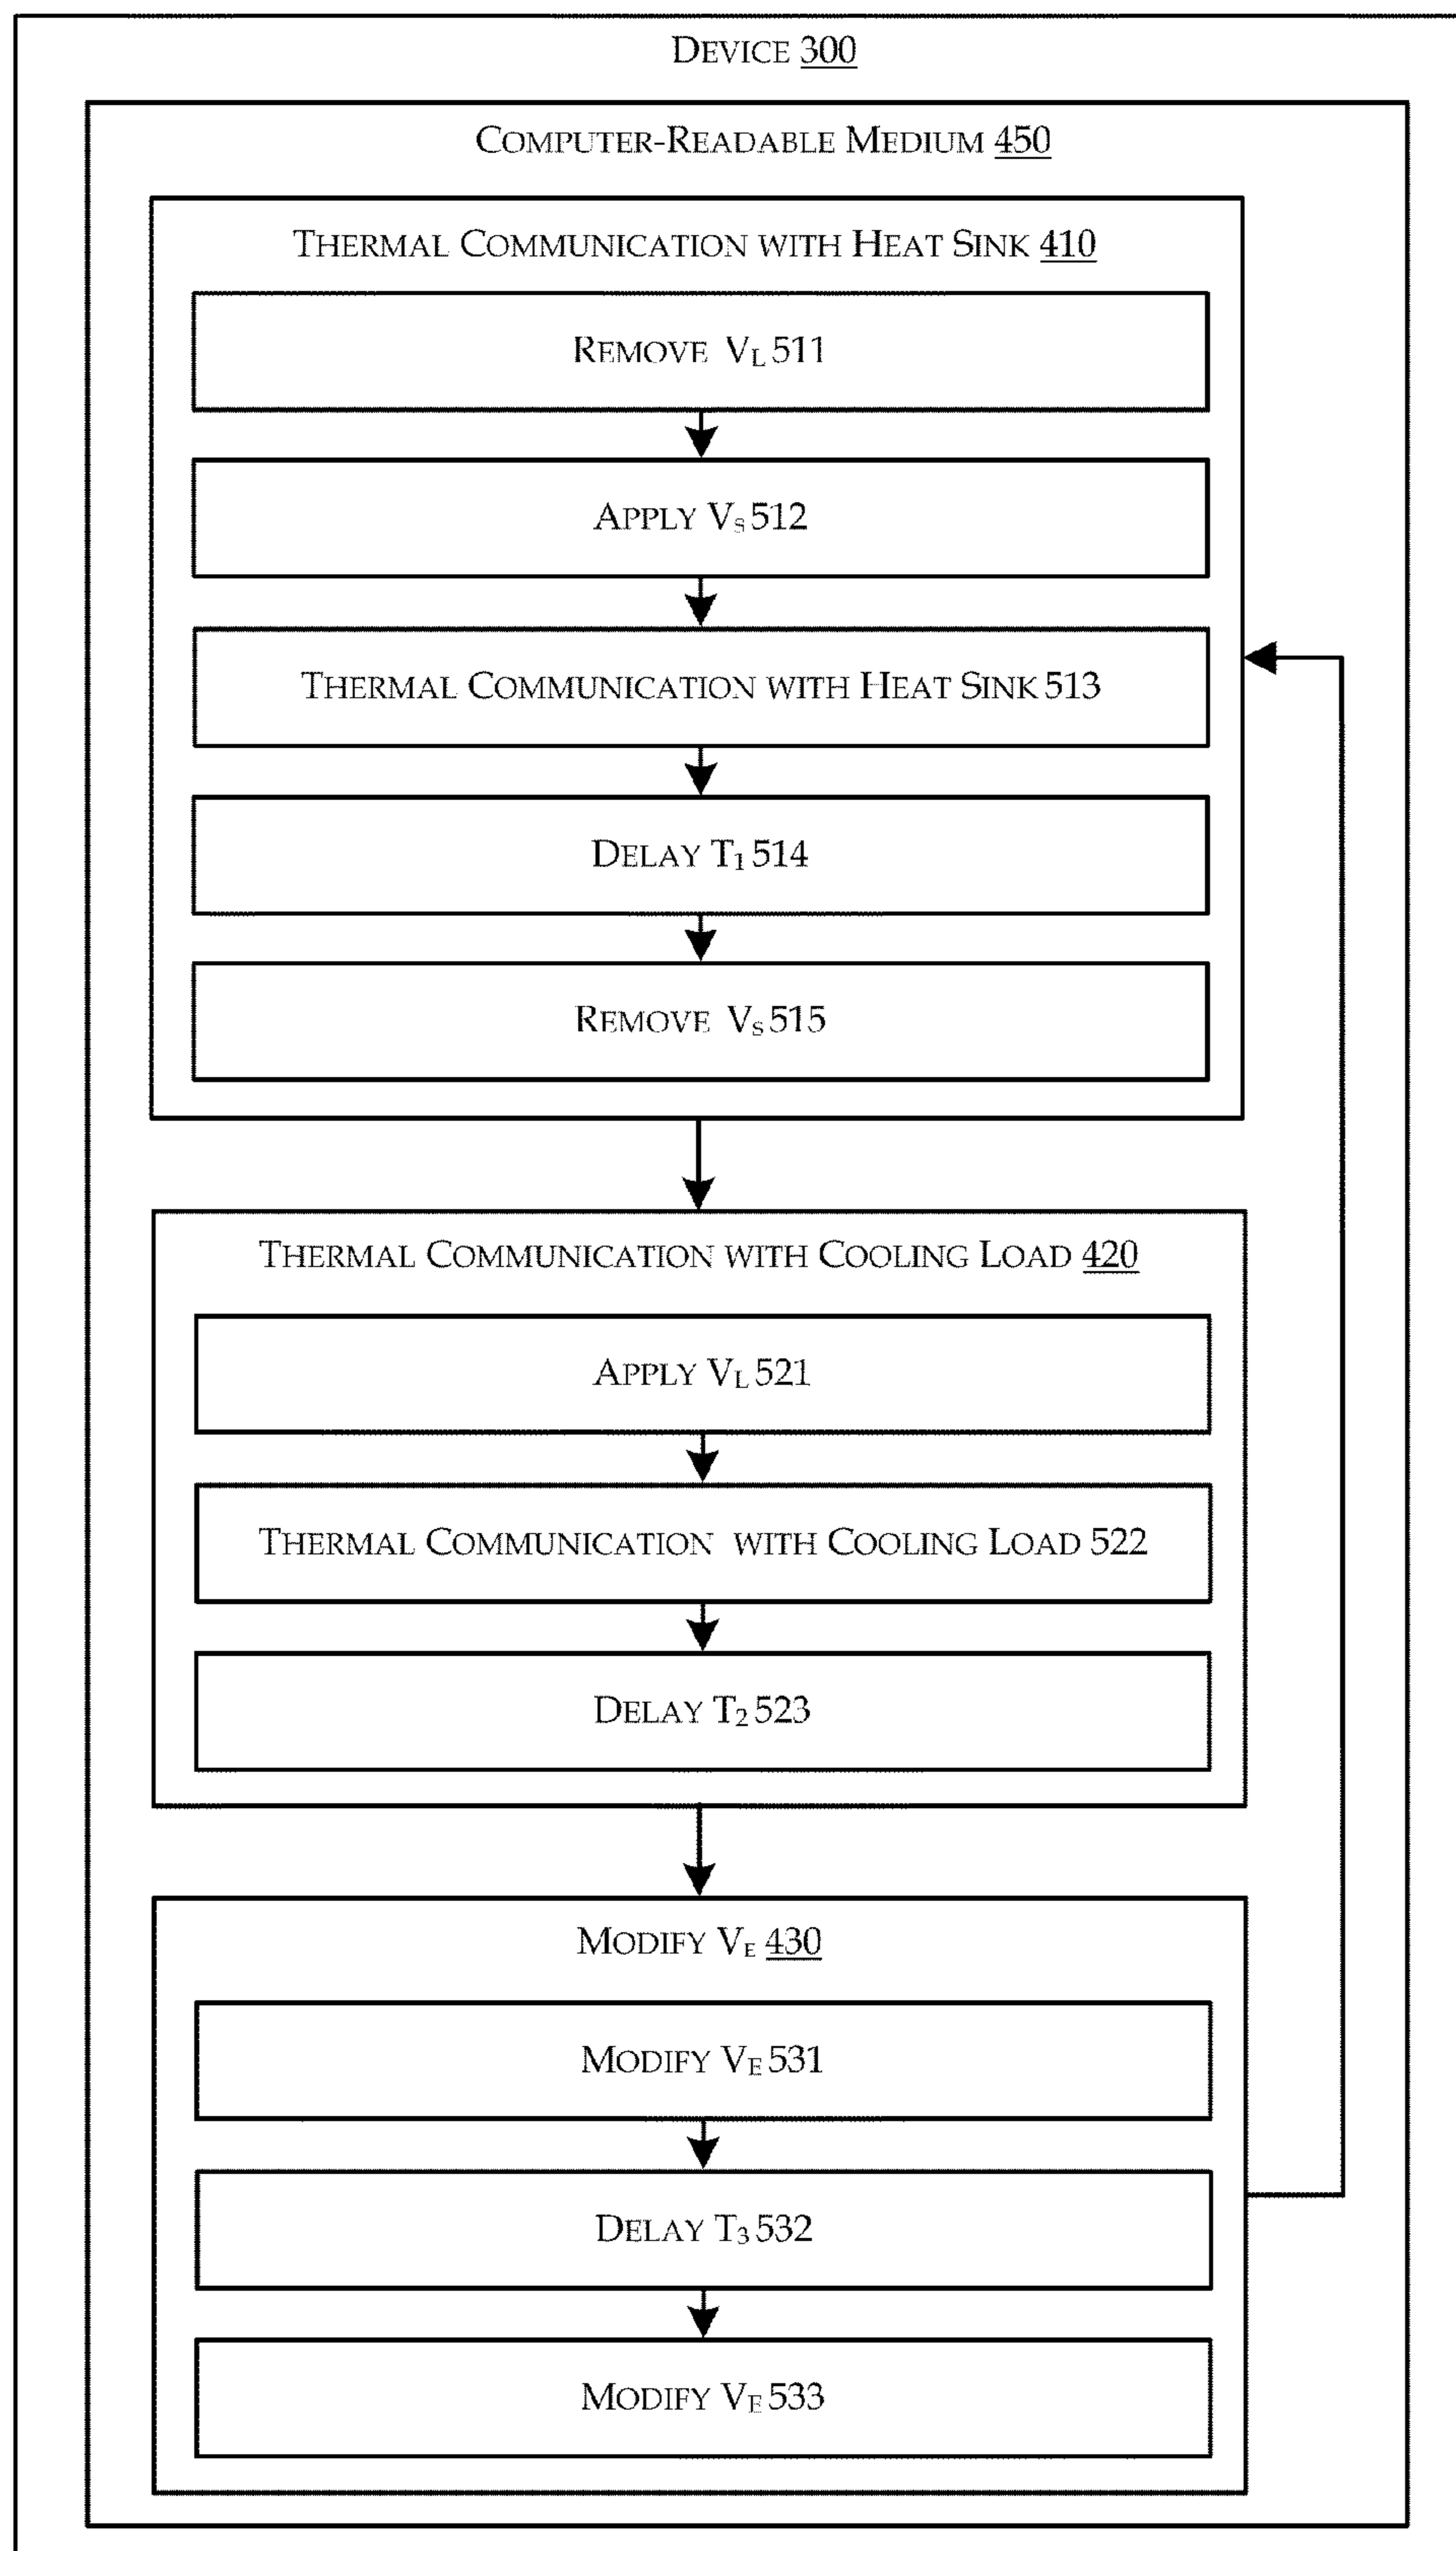 DEVICE 300
COMPUTER-READABLE MEDIUM 450
THERMAL COMMUNICATION WITH HEAT SINK 410
REMOVE VL 511
APPLY VS 512
THERMAL COMMUNICATION WITH HEAT SINK 513
DELAY T1 514
REMOVE VS 515
THERMAL COMMUNICATION WITH COOLING LOAD 420
APPLY VL 521
THERMAL COMMUNICATION WITH COOLING LOAD 522
DELAY T2 523
MODIFY VE 430
MODIFY VE 531
DELAY T3 532
MODIFY VE 533